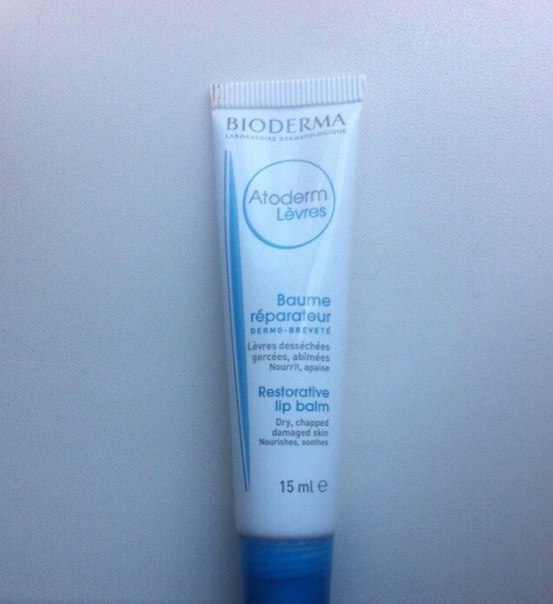 BIODERMA
LABORATOIRE DERMATOLOGIQUE
Atoderm
Lèvres
Baume
réparateur
DERMO-BREVETÉ
Lèvres desséchées
gercées, abîmées
Nourrit, apaise
Restorative
lip balm
Dry, chapped
damaged skin
Nourishes, soothes
15 ml ℮